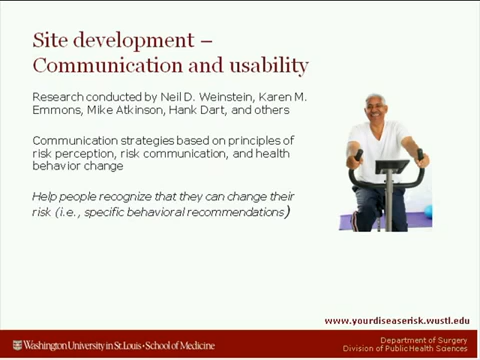 Site development –
Communication and usability
Research conducted by Neil D. Weinstein, Karen M.
Emmons, Mike Atkinson, Hank Dart, and others
Communication strategies based on principles of
risk perception, risk communication, and health
behavior change
Help people recognize that they can change their
risk (i.e., specific behavioral recommendations)
www.yourdiseaserisk.wustl.edu
Washington University in St. Louis • School of Medicine
Department of Surgery
Division of Public Health Sciences